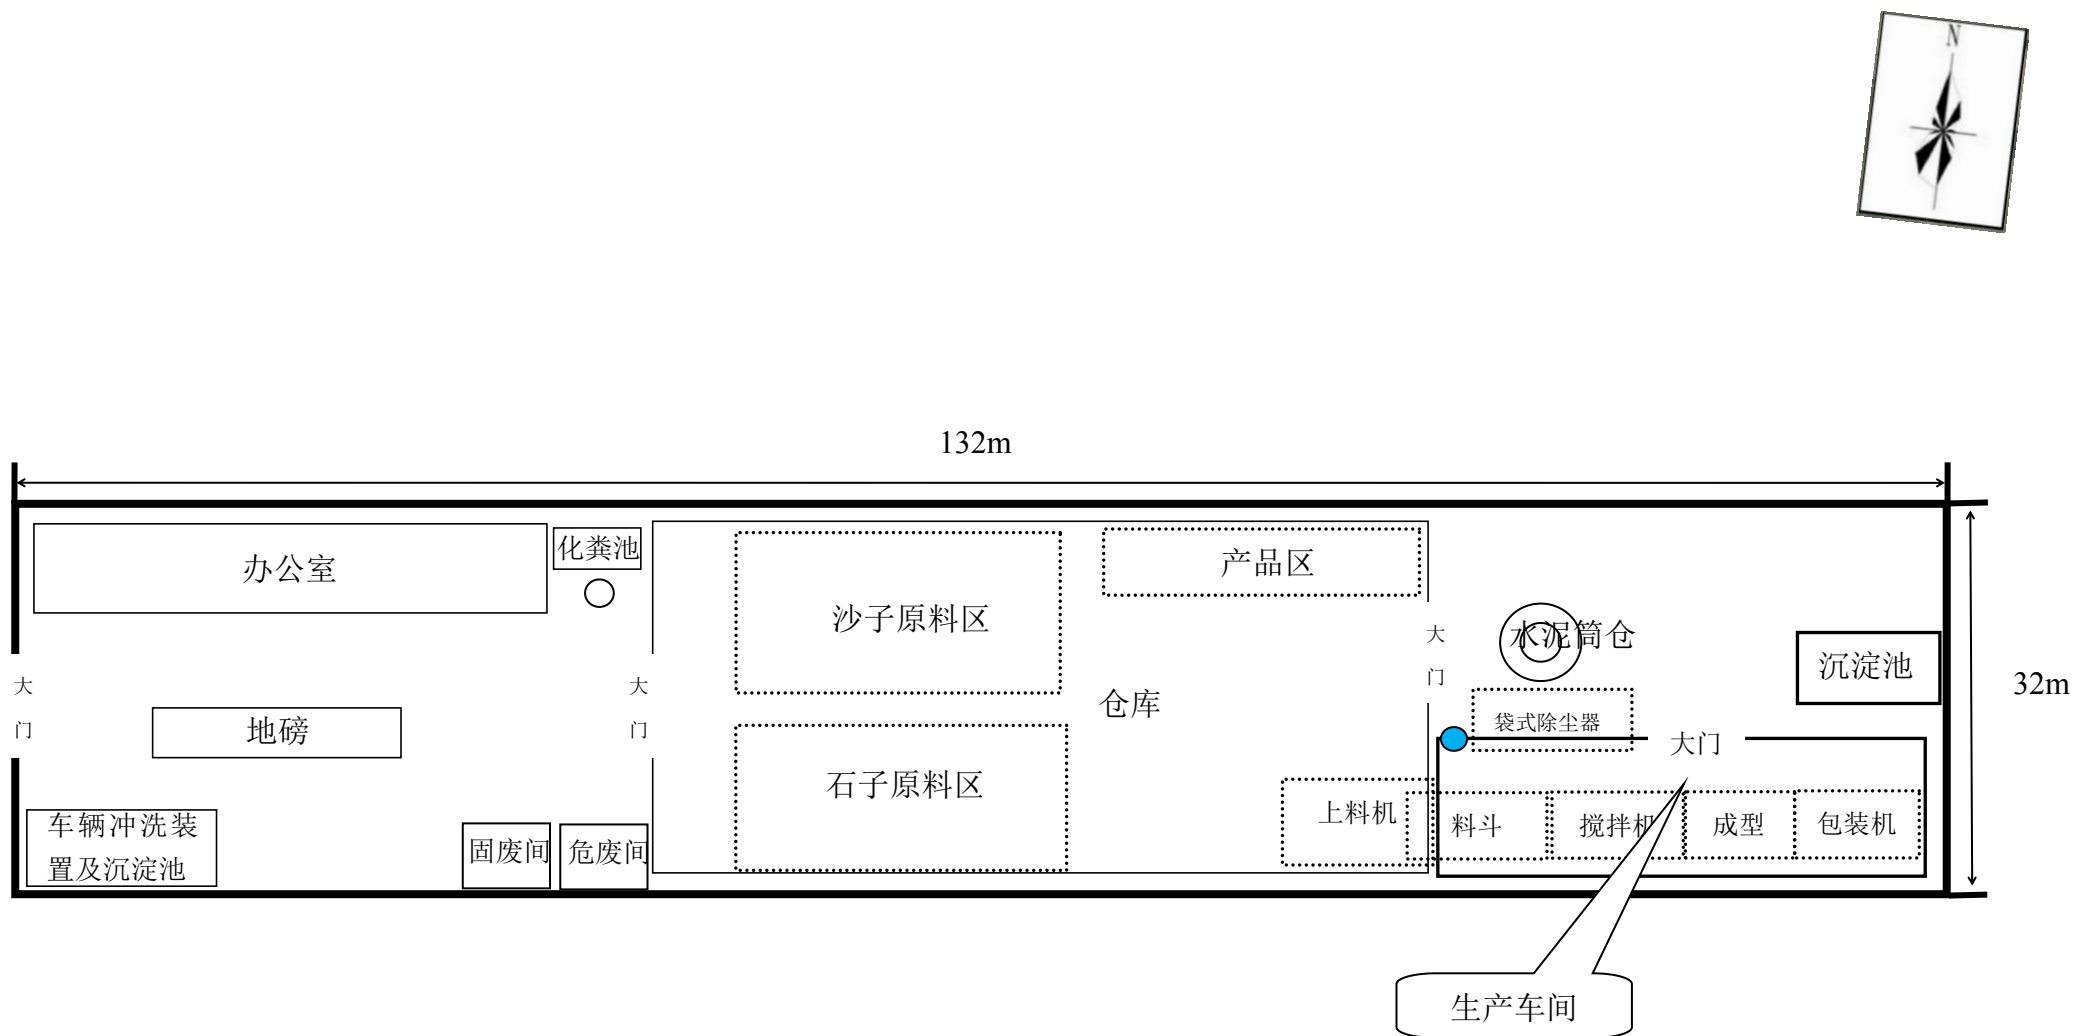 N
132m
办公室
化粪池
产品区
沙子原料区
大门
水泥筒仓
沉淀池
32m
大门
大门
仓库
地磅
袋式除尘器
大门
石子原料区
上料机
料斗
搅拌机
成型
包装机
车辆冲洗装
置及沉淀池
固废间
危废间
生产车间